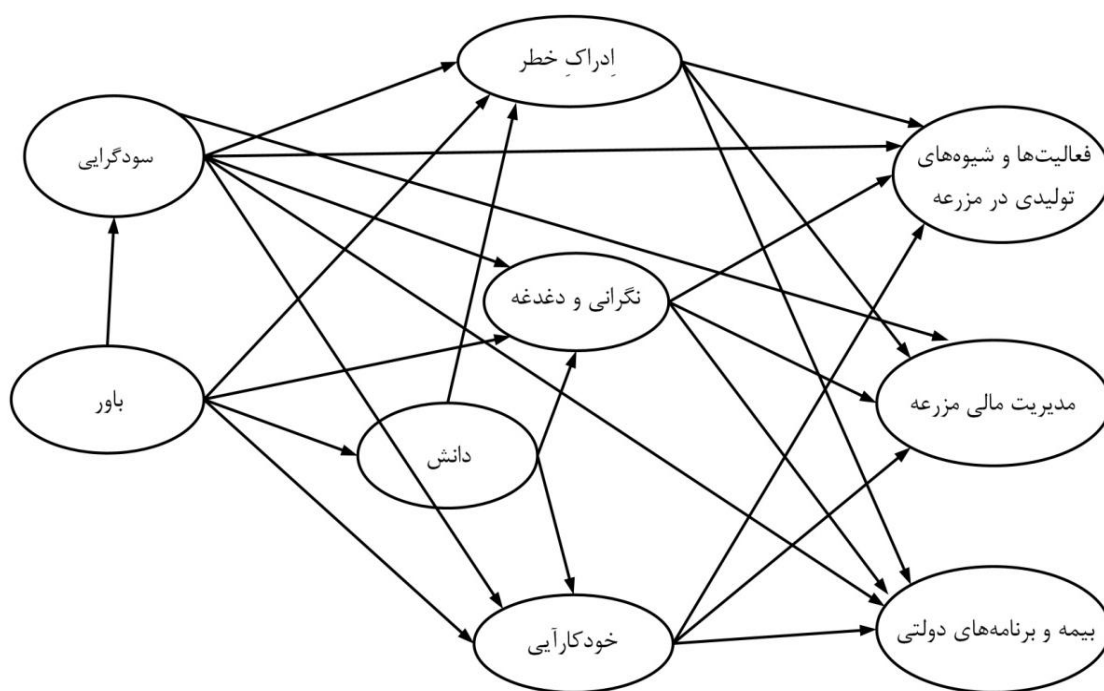 اِدراکِ خطر
سودگرایی
فعالیت‌ها و شیوه‌های
تولیدی در مزرعه
نگرانی و دغدغه
باور
مدیریت مالی مزرعه
دانش
بیمه و برنامه‌های دولتی
خودکارآیی